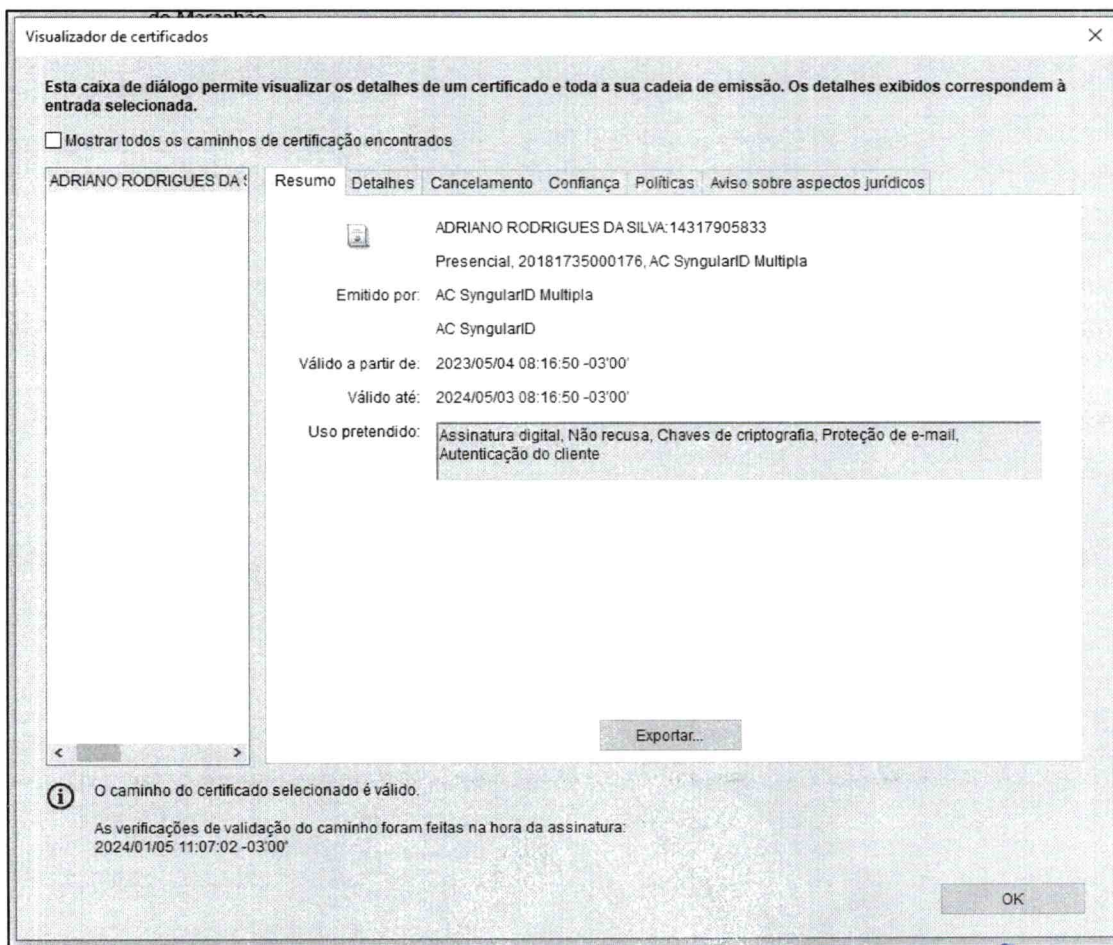 do Maranhão
Visualizador de certificados
Esta caixa de diálogo permite visualizar os detalhes de um certificado e toda a sua cadeia de emissão. Os detalhes exibidos correspondem à
entrada selecionada.
Mostrar todos os caminhos de certificação encontrados
ADRIANO RODRIGUES DA S
Resumo Detalhes Cancelamento Confiança Políticas Aviso sobre aspectos jurídicos
ADRIANO RODRIGUES DA SILVA:14317905833
Presencial, 20181735000176, AC SyngularID Multipla
Emitido por: AC SyngularID Multipla
AC SyngularID
Válido a partir de: 2023/05/04 08:16:50 -03'00'
Válido até: 2024/05/03 08:16:50 -03'00'
Uso pretendido: Assinatura digital, Não recusa, Chaves de criptografia, Proteção de e-mail,
Autenticação do cliente
Exportar...
O caminho do certificado selecionado é válido.
As verificações de validação do caminho foram feitas na hora da assinatura:
2024/01/05 11:07:02 -03'00'
OK